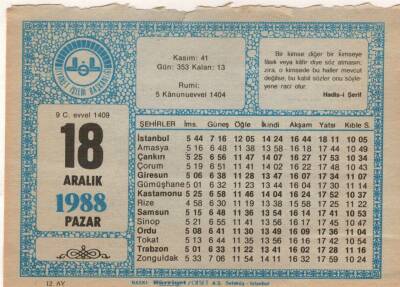 Kasım: 41
Gün: 353 Kalan: 13
Rumi:
5 Kânunuevvel 1404
Bir kimse diğer bir kimseye
fâsık veya kâfir diye söz atmasın;
zira, o kimsede bu haller mevcut
değilse, bu kabil sözler onu söyle-
yene raci olur.
Hadis-i Şerif
9 C. evvel 1409
18
ARALIK
1988
PAZAR
ŞEHİRLER İms. Güneş Öğle İkindi Akşam Yatsı Kıble S.
İstanbul 5 44 7 16 12 05 14 24 16 44 18 11 10 05
Amasya 5 16 6 48 11 38 13 58 16 18 17 44 10 49
Çankırı 5 25 6 56 11 47 14 07 16 27 17 53 10 34
Çorum 5 19 6 51 11 41 14 02 16 22 17 48 10 43
Giresun 5 06 6 38 11 28 13 47 16 07 17 34 11 07
Gümüşhane 5 01 6 32 11 23 13 44 16 04 17 30 11 14
Kastamonu 5 25 6 58 11 46 14 04 16 24 17 52 10 37
Rize 4 58 6 30 11 19 13 39 15 58 17 25 11 22
Samsun 5 15 6 48 11 36 13 54 16 14 17 41 10 53
Sinop 5 21 6 55 11 41 13 56 16 17 17 45 10 47
Ordu 5 08 6 41 11 30 13 49 16 09 17 36 11 04
Tokat 5 13 6 44 11 35 13 56 16 17 17 42 10 54
Trabzon 5 01 6 33 11 22 13 41 16 02 17 28 11 16
Zonguldak 5 33 7 06 11 54 14 11 16 32 17 59 10 24
12. AY
BASKI: Hürriyet
A.Ş. Sefaköy - İstanbul